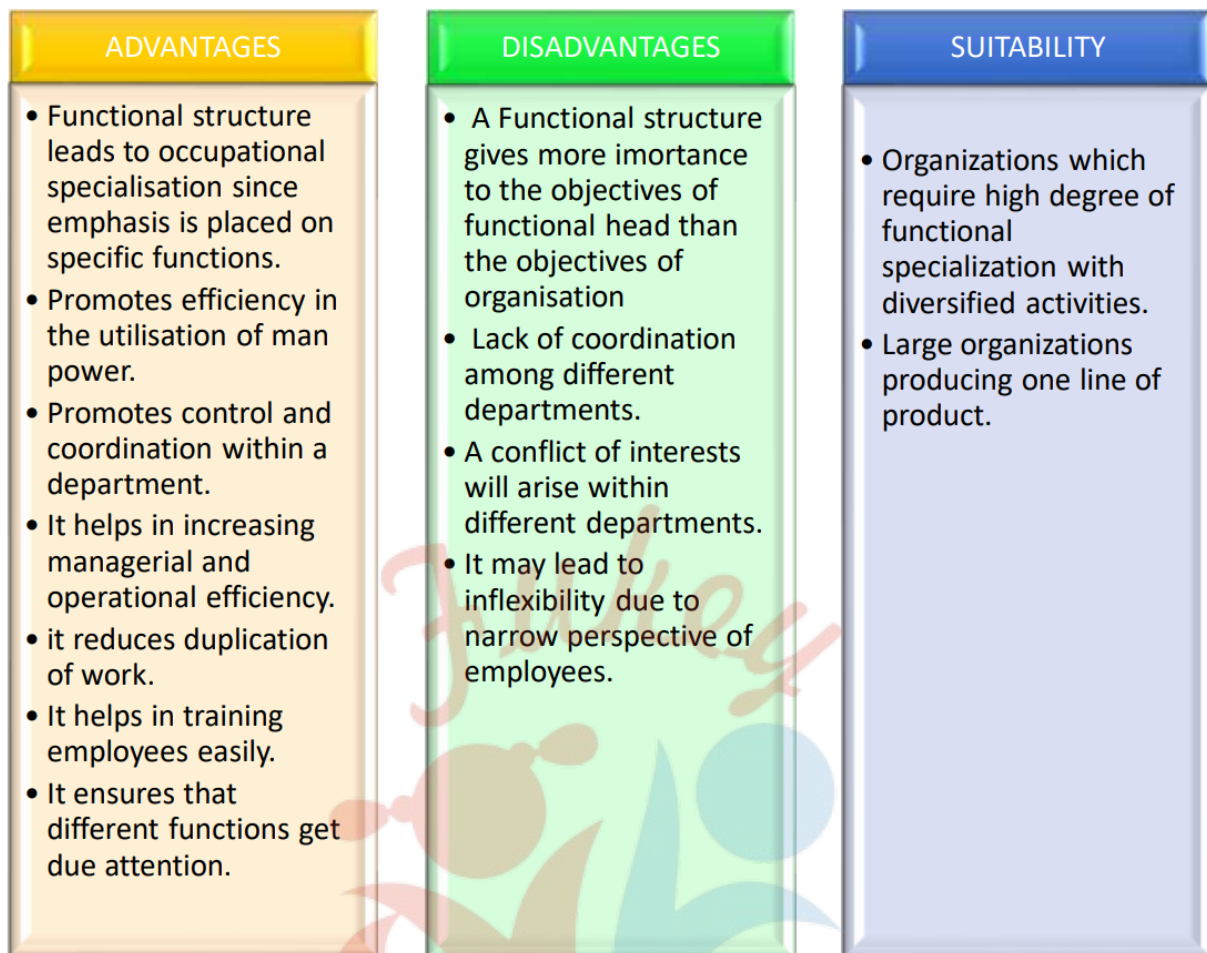 ADVANTAGES
• Functional structure
leads to occupational
specialisation since
emphasis is placed on
specific functions.
• Promotes efficiency in
the utilisation of man
power.
• Promotes control and
coordination within a
department.
• It helps in increasing
managerial and
operational efficiency.
• it reduces duplication
of work.
• It helps in training
employees easily.
• It ensures that
different functions get
due attention.
DISADVANTAGES
• A Functional structure
gives more imortance
to the objectives of
functional head than
the objectives of
organisation
• Lack of coordination
among different
departments.
• A conflict of interests
will arise within
different departments.
• It may lead to
inflexibility due to
narrow perspective of
employees.
SUITABILITY
• Organizations which
require high degree of
functional
specialization with
diversified activities.
• Large organizations
producing one line of
product.
Jukey